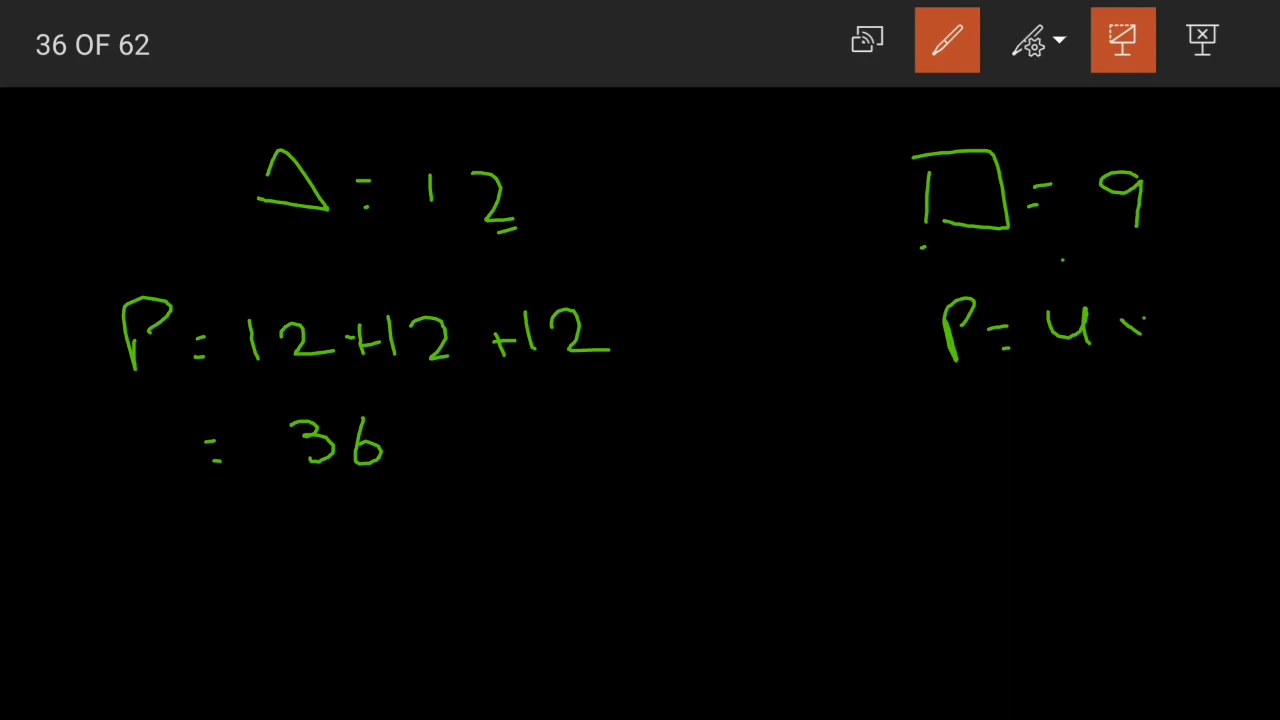 36 OF 62
Δ = 12
□ = 9
P = 12 + 12 + 12
P = 4 ×
= 36